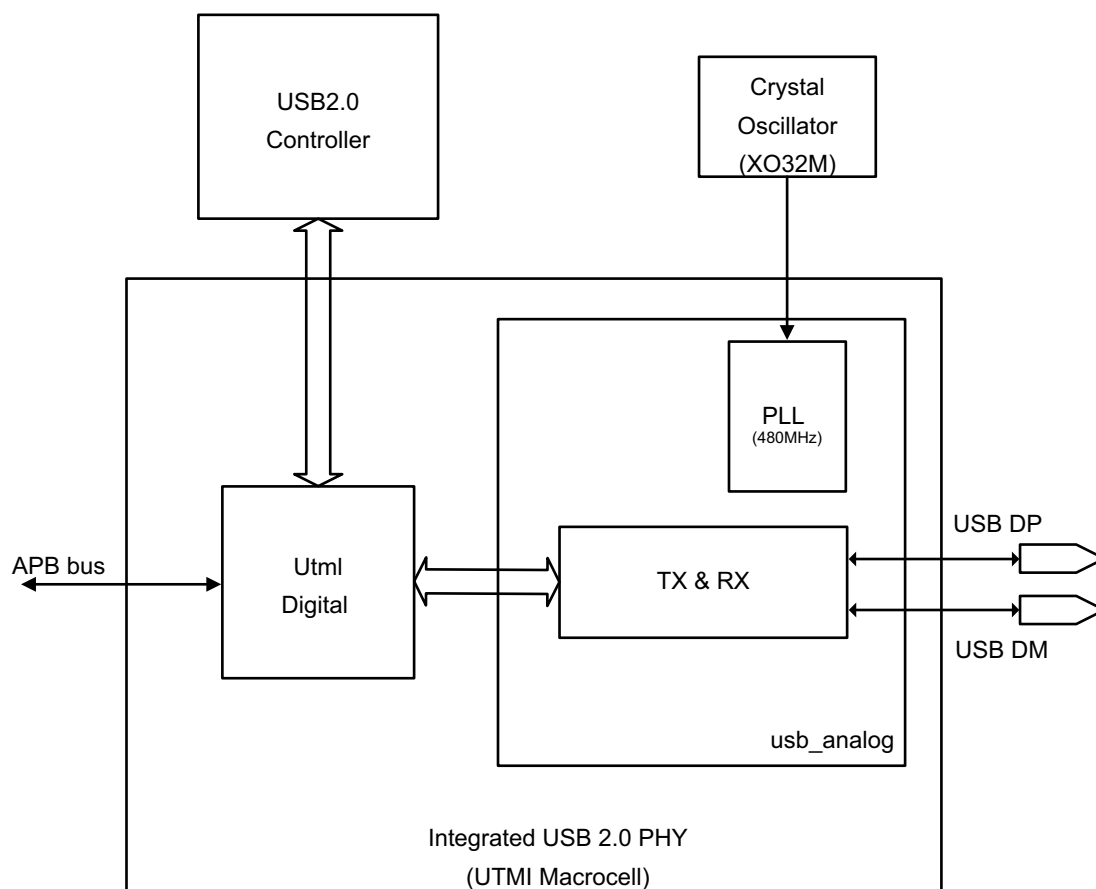 USB2.0
Controller
Crystal
Oscillator
(XO32M)
PLL
(480MHz)
USB DP
APB bus
Utml
Digital
TX & RX
USB DM
usb_analog
Integrated USB 2.0 PHY
(UTMI Macrocell)